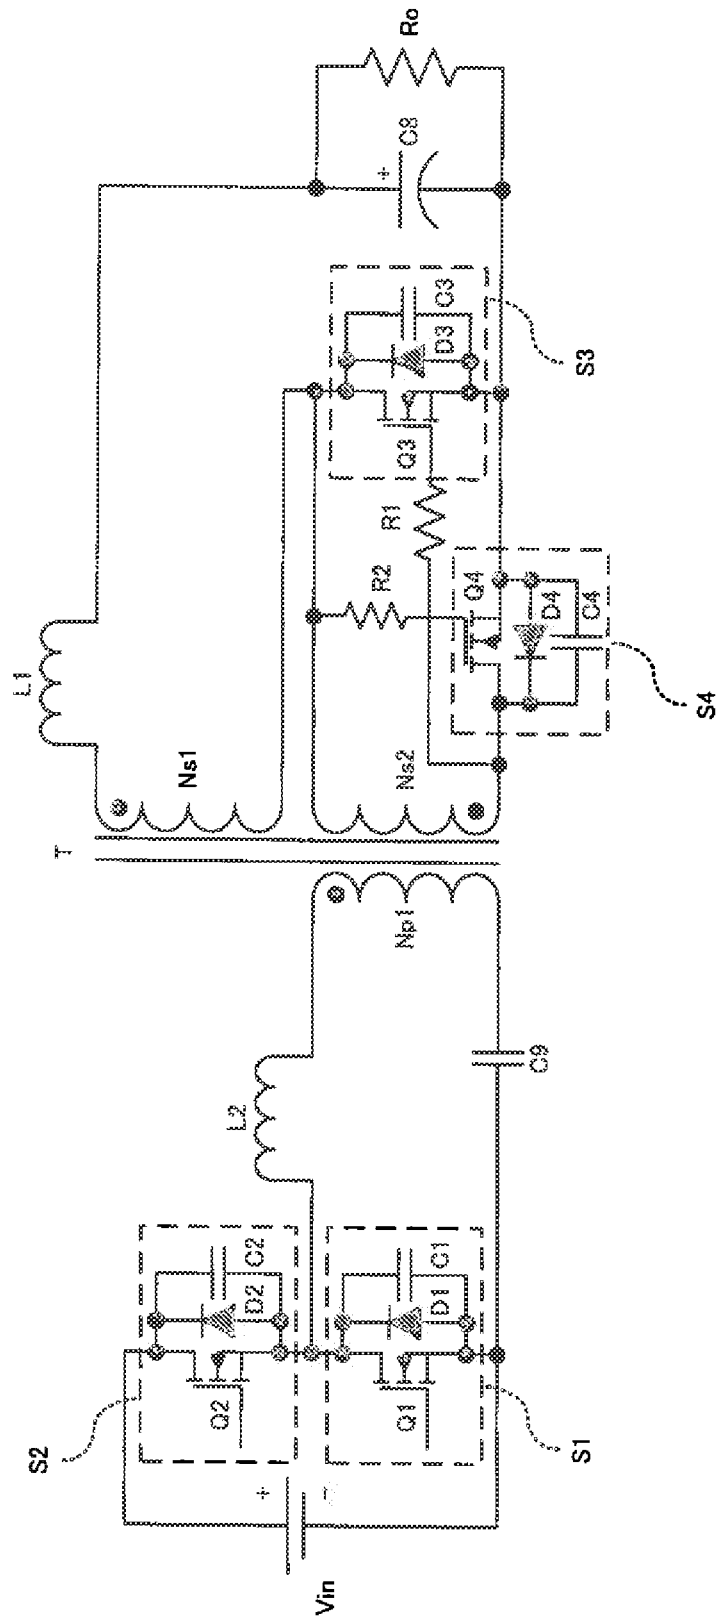 Vin
+
-
S2
Q2
D2
C2
S1
Q1
D1
C1
L2
C9
Np1
T
Ns1
Ns2
L1
R2
R1
Q4
D4
C4
S4
Q3
D3
C3
S3
+
C8
Ro